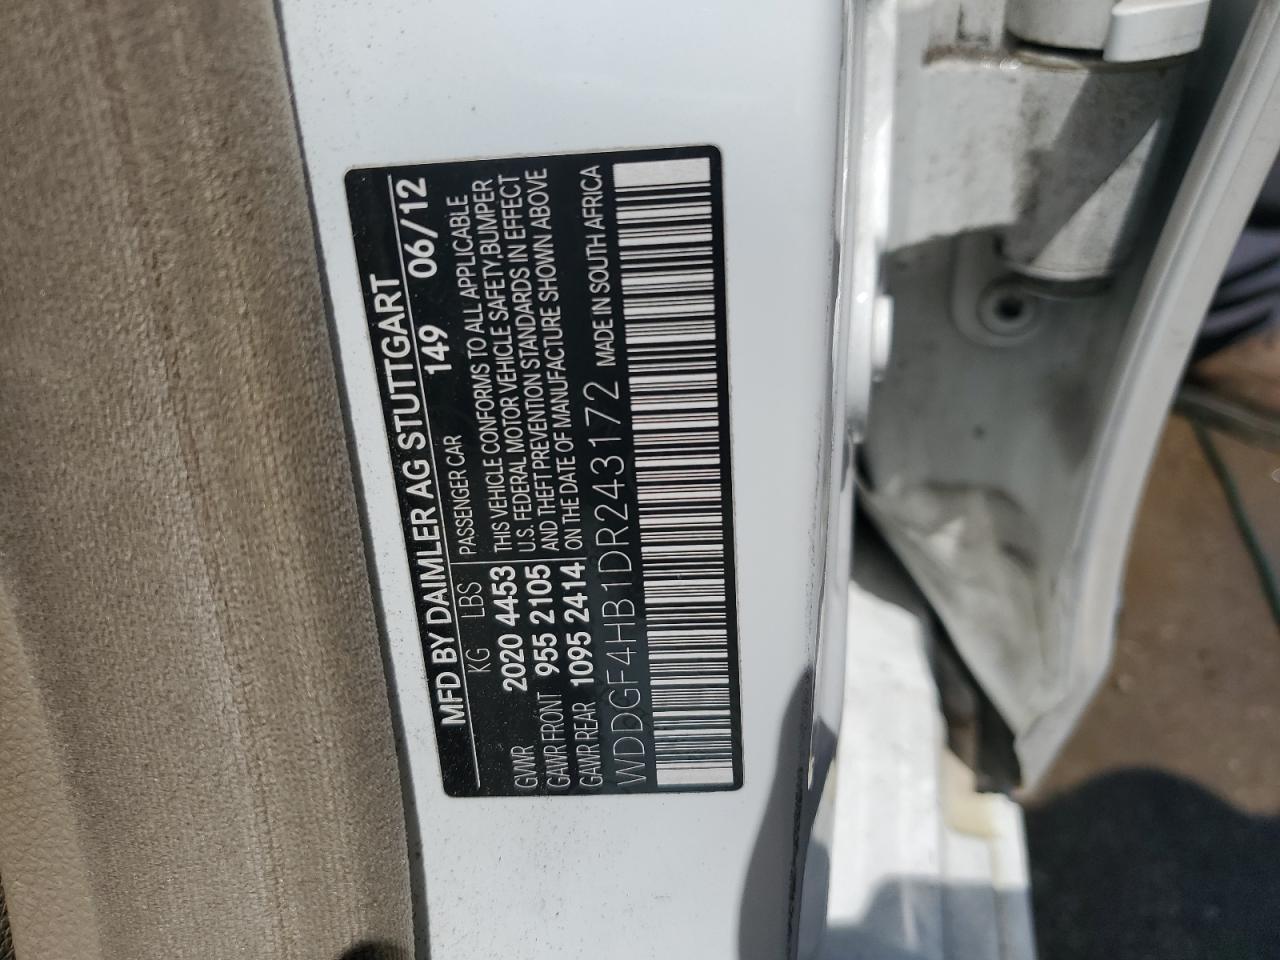 MFD BY DAIMLER AG STUTTGART
149 06/12
KG LBS PASSENGER CAR
GVWR 2020 4453 THIS VEHICLE CONFORMS TO ALL APPLICABLE
U.S. FEDERAL MOTOR VEHICLE SAFETY,BUMPER
GAWR FRONT 955 2105 AND THEFT PREVENTION STANDARDS IN EFFECT
GAWR REAR 1095 2414 ON THE DATE OF MANUFACTURE SHOWN ABOVE
WDDGF4HB1DR243172 MADE IN SOUTH AFRICA